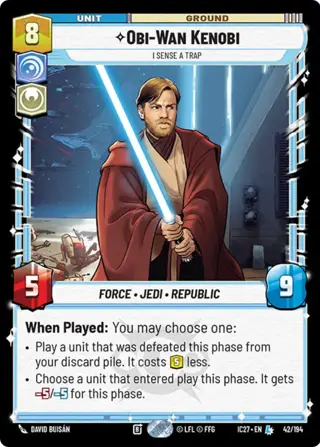 UNIT GROUND
8
✧OBI-WAN KENOBI
I SENSE A TRAP
5
9
FORCE • JEDI • REPUBLIC
When Played: You may choose one:
• Play a unit that was defeated this phase from
your discard pile. It costs 5 less.
• Choose a unit that entered play this phase. It gets
-5/-5 for this phase.
DAVID BUISÁN
© LFL © FFG
IC27 • EN
42/194